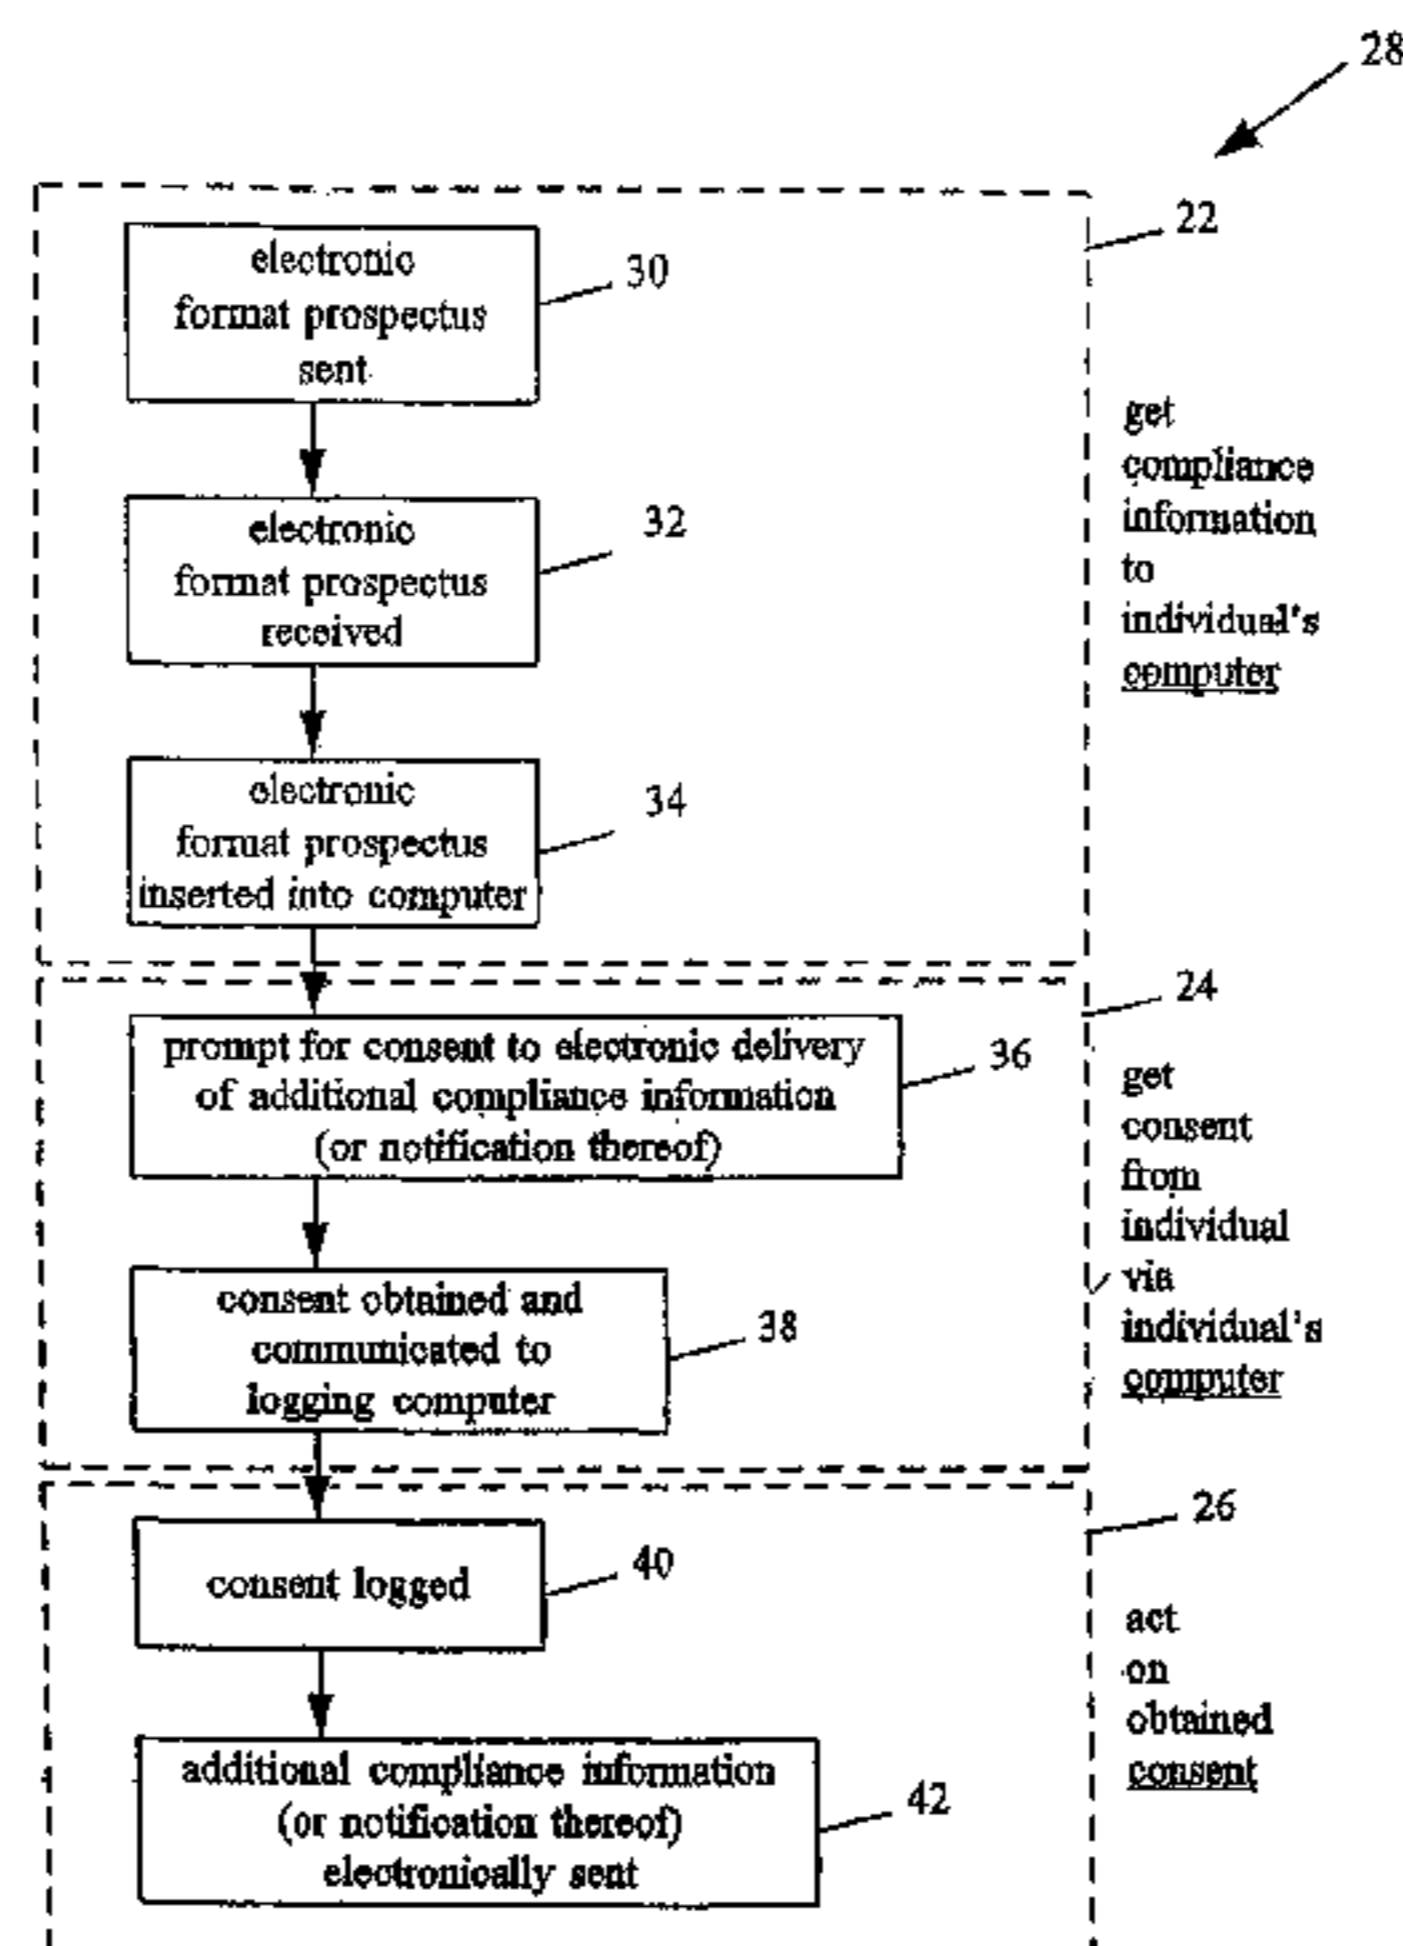 28
22
electronic
format prospectus
sent
30
get
compliance
information
to
individual's
computer
electronic
format prospectus
received
32
electronic
format prospectus
inserted into computer
34
24
prompt for consent to electronic delivery
of additional compliance information
(or notification thereof)
36
get
consent
from
individual
via
individual's
computer
consent obtained and
communicated to
logging computer
38
26
consent logged
40
act
on
obtained
consent
additional compliance information
(or notification thereof)
electronically sent
42